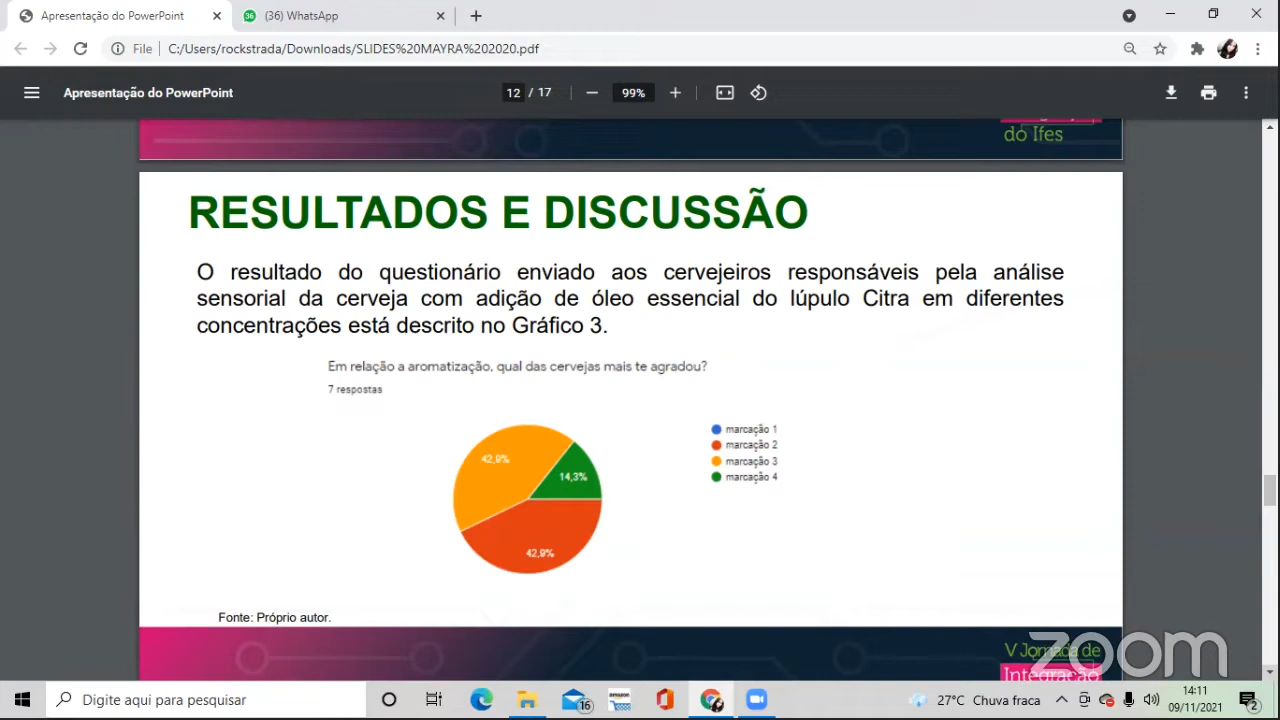 Apresentação do PowerPoint
(36) WhatsApp
File
C:/Users/rockstrada/Downloads/SLIDES%20MAYRA%202020.pdf
Apresentação do PowerPoint
12 / 17
99%
do Ifes
RESULTADOS E DISCUSSÃO
O resultado do questionário enviado aos cervejeiros responsáveis pela análise
sensorial da cerveja com adição de óleo essencial do lúpulo Citra em diferentes
concentrações está descrito no Gráfico 3.
Em relação a aromatização, qual das cervejas mais te agradou?
7 respostas
marcação 1
marcação 2
marcação 3
marcação 4
42,9%
14,3%
42,9%
Fonte: Próprio autor.
V Jornada de
Integração
zoom
Digite aqui para pesquisar
16
amazon
27°C Chuva fraca
14:11
09/11/2021
2